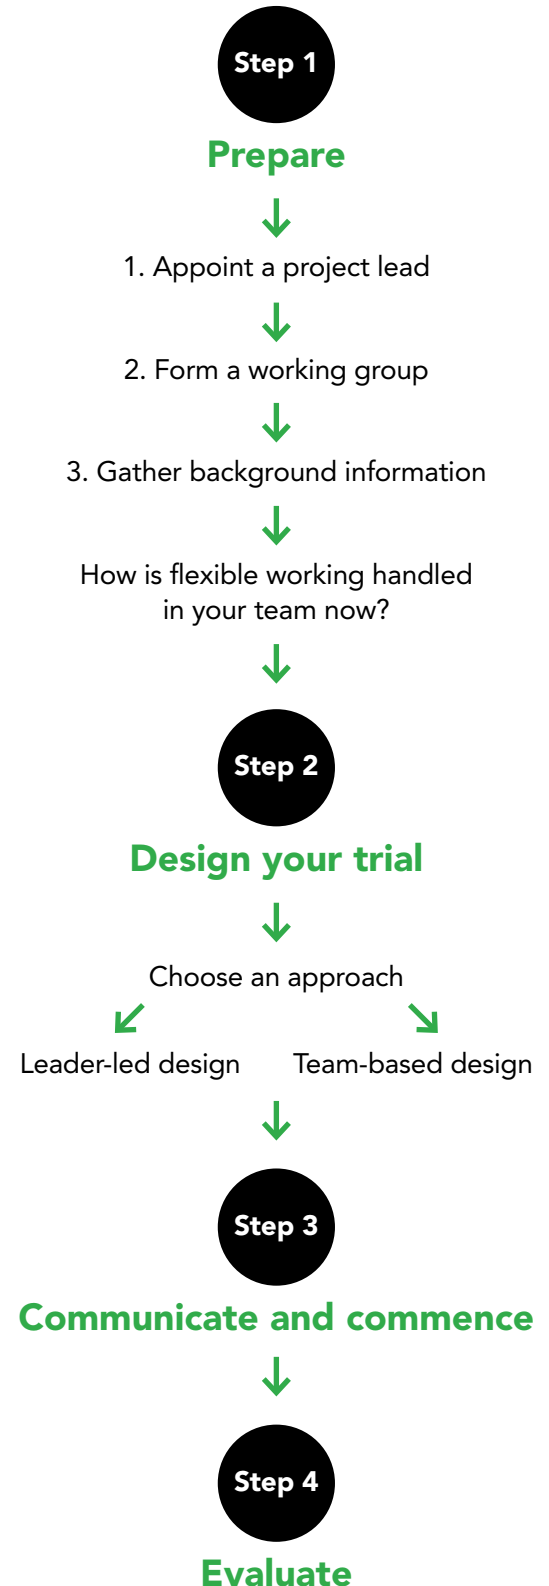 Step 1
Prepare
1. Appoint a project lead
2. Form a working group
3. Gather background information
How is flexible working handled
in your team now?
Step 2
Design your trial
Choose an approach
Leader-led design
Team-based design
Step 3
Communicate and commence
Step 4
Evaluate